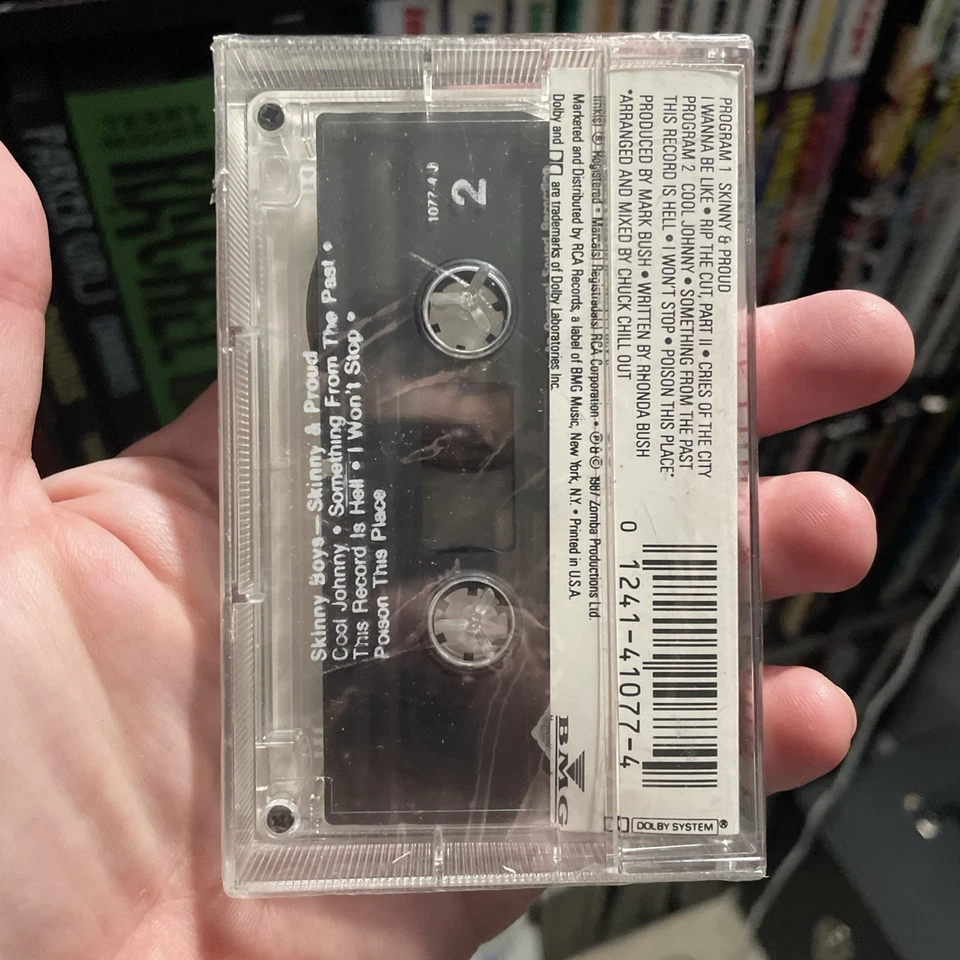 PROGRAM 1 SKINNY & PROUD
I WANNA BE LIKE • RIP THE CUT, PART II • CRIES OF THE CITY
PROGRAM 2 COOL JOHNNY • SOMETHING FROM THE PAST
THIS RECORD IS HELL • I WON'T STOP • POISON THIS PLACE*
PRODUCED BY MARK BUSH • WRITTEN BY RHONDA BUSH
*ARRANGED AND MIXED BY CHUCK CHILL OUT
0 1241-41077-4
DOLBY SYSTEM ®
Registered • Marca(s) Registrada(s) RCA Corporation • ℗ & © 1987 Zomba Productions Ltd.
Marketed and Distributed by RCA Records, a label of BMG Music, New York, N.Y. • Printed in U.S.A.
Dolby and are trademarks of Dolby Laboratories Inc.
BMG
2
1077-4-J
Skinny Boys—Skinny & Proud
Cool Johnny • Something From The Past •
This Record Is Hell • I Won't Stop •
Poison This Place